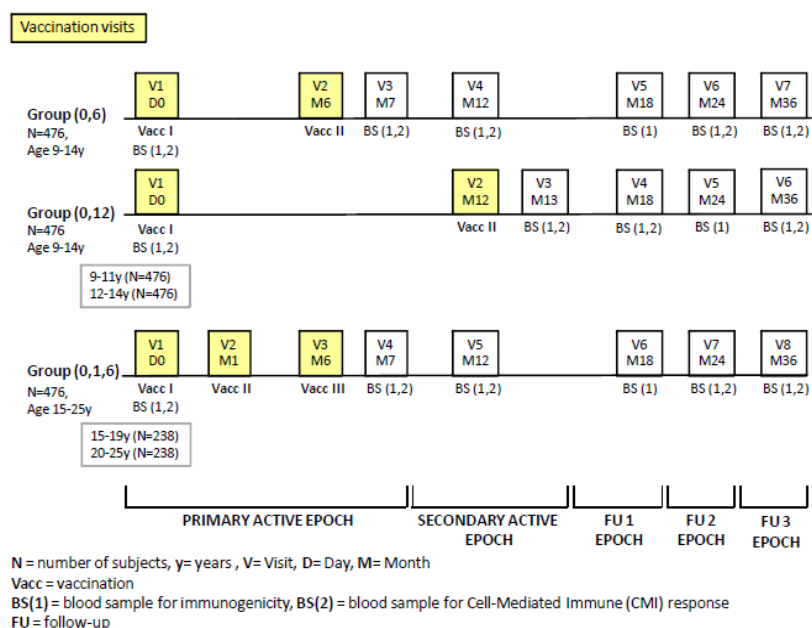 Vaccination visits
V1 V2 V3 V4 V5 V6 V7
D0 M6 M7 M12 M18 M24 M36
Group (0,6)
N=476,
Age 9-14y
Vacc I Vacc II BS (1,2) BS (1,2) BS (1) BS (1,2) BS (1,2)
BS (1,2)
V1 V2 V3 V4 V5 V6
D0 M12 M13 M18 M24 M36
Group (0,12)
N=476
Age 9-14y
Vacc I Vacc II BS (1,2) BS (1,2) BS (1) BS (1,2)
BS (1,2)
9-11y (N=476)
12-14y (N=476)
V1 V2 V3 V4 V5 V6 V7 V8
D0 M1 M6 M7 M12 M18 M24 M36
Group (0,1,6)
N=476,
Age 15-25y
Vacc I Vacc II Vacc III BS (1,2) BS (1,2) BS (1) BS (1,2) BS (1,2)
BS (1,2)
15-19y (N=238)
20-25y (N=238)
PRIMARY ACTIVE EPOCH SECONDARY ACTIVE EPOCH FU 1 EPOCH FU 2 EPOCH FU 3 EPOCH
N = number of subjects, y= years , V= Visit, D= Day, M= Month
Vacc = vaccination
BS(1) = blood sample for immunogenicity, BS(2) = blood sample for Cell-Mediated Immune (CMI) response
FU = follow-up